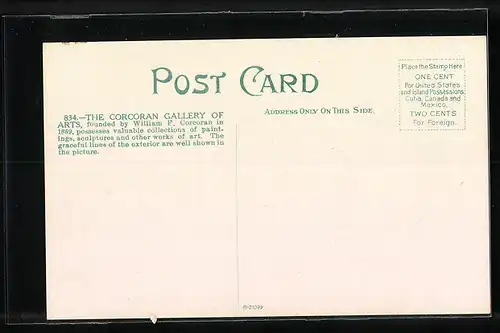 POST CARD
834.—THE CORCORAN GALLERY OF
ARTS, founded by William F. Corcoran in
1869, possesses valuable collections of paint-
ings, sculptures and other works of art. The
graceful lines of the exterior are well shown in
the picture.
ADDRESS ONLY ON THIS SIDE.
Place the Stamp Here
ONE CENT
For United States
and Island Possessions,
Cuba, Canada and
Mexico.
TWO CENTS
For Foreign.